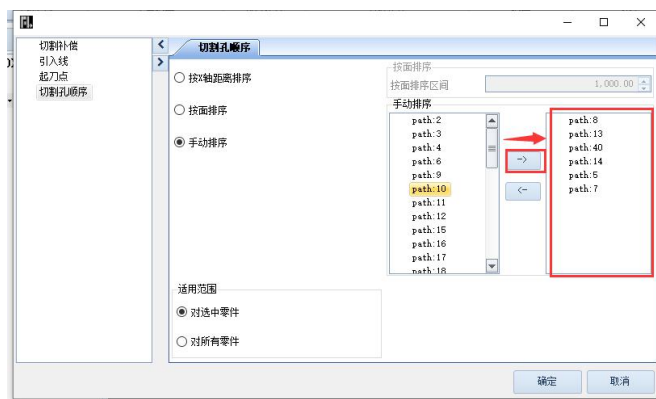 切割补偿
引入线
起刀点
切割孔顺序
<
>
切割孔顺序
按X轴距离排序
按面排序
手动排序
按面排序
按面排序区间
1,000.00
手动排序
path:2
path:3
path:4
path:6
path:9
path:10
path:11
path:12
path:15
path:16
path:17
path:18
->
<-
path:8
path:13
path:40
path:14
path:5
path:7
适用范围
对选中零件
对所有零件
确定
取消